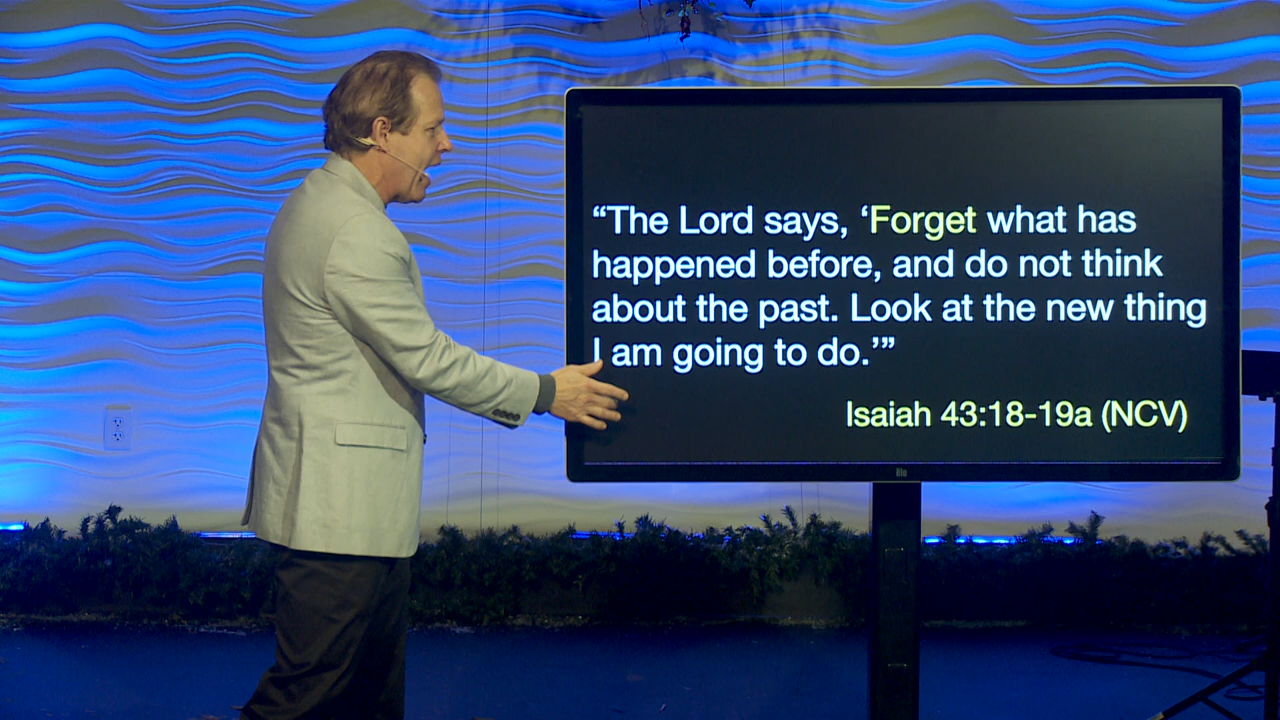 “The Lord says, ‘Forget what has
happened before, and do not think
about the past. Look at the new thing
I am going to do.’”
Isaiah 43:18-19a (NCV)
elo